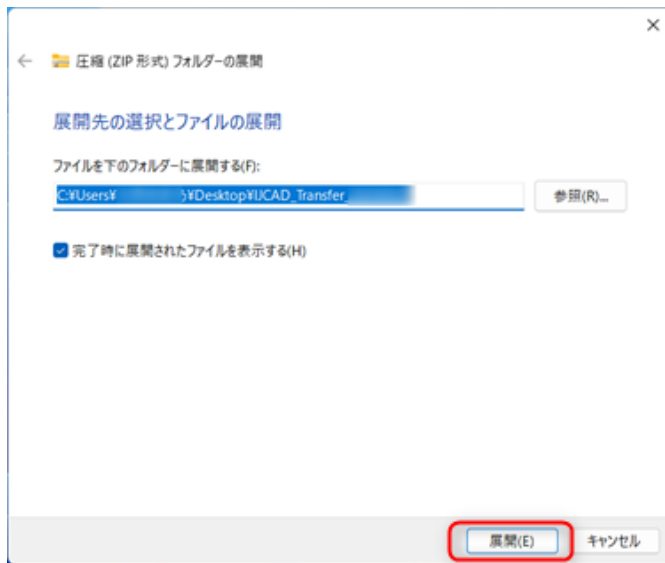 圧縮 (ZIP 形式) フォルダーの展開
展開先の選択とファイルの展開
ファイルを下のフォルダーに展開する(F):
C:¥Users¥ う¥Desktop¥IJCAD_Transfer_
参照(R)...
完了時に展開されたファイルを表示する(H)
展開(E) キャンセル